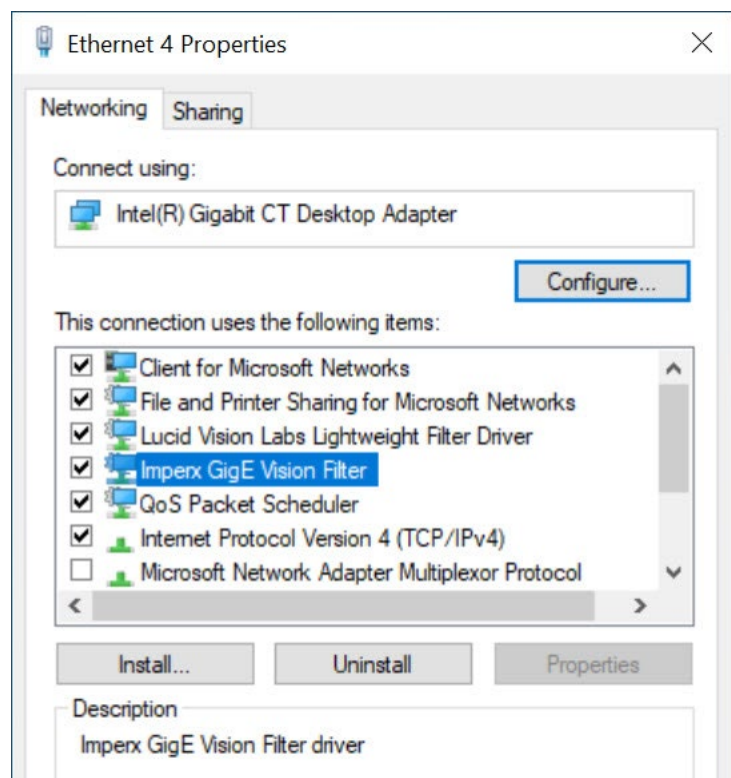 Ethernet 4 Properties
Networking
Sharing
Connect using:
Intel(R) Gigabit CT Desktop Adapter
Configure...
This connection uses the following items:
Client for Microsoft Networks
File and Printer Sharing for Microsoft Networks
Lucid Vision Labs Lightweight Filter Driver
Imperx GigE Vision Filter
QoS Packet Scheduler
Internet Protocol Version 4 (TCP/IPv4)
Microsoft Network Adapter Multiplexor Protocol
Install...
Uninstall
Properties
Description
Imperx GigE Vision Filter driver